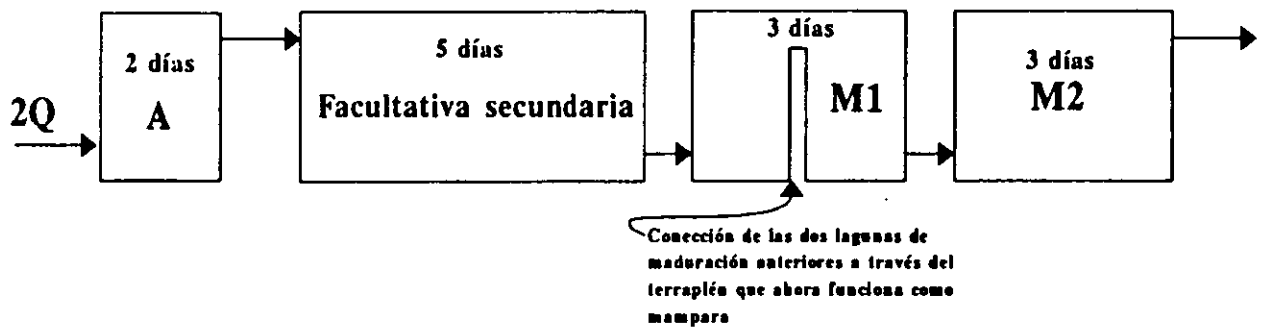 2Q
2 días
A
5 días
Facultativa secundaria
3 días
M1
3 días
M2
Conección de las dos lagunas de
maduración anteriores a través del
terraplén que ahora funciona como
mampara